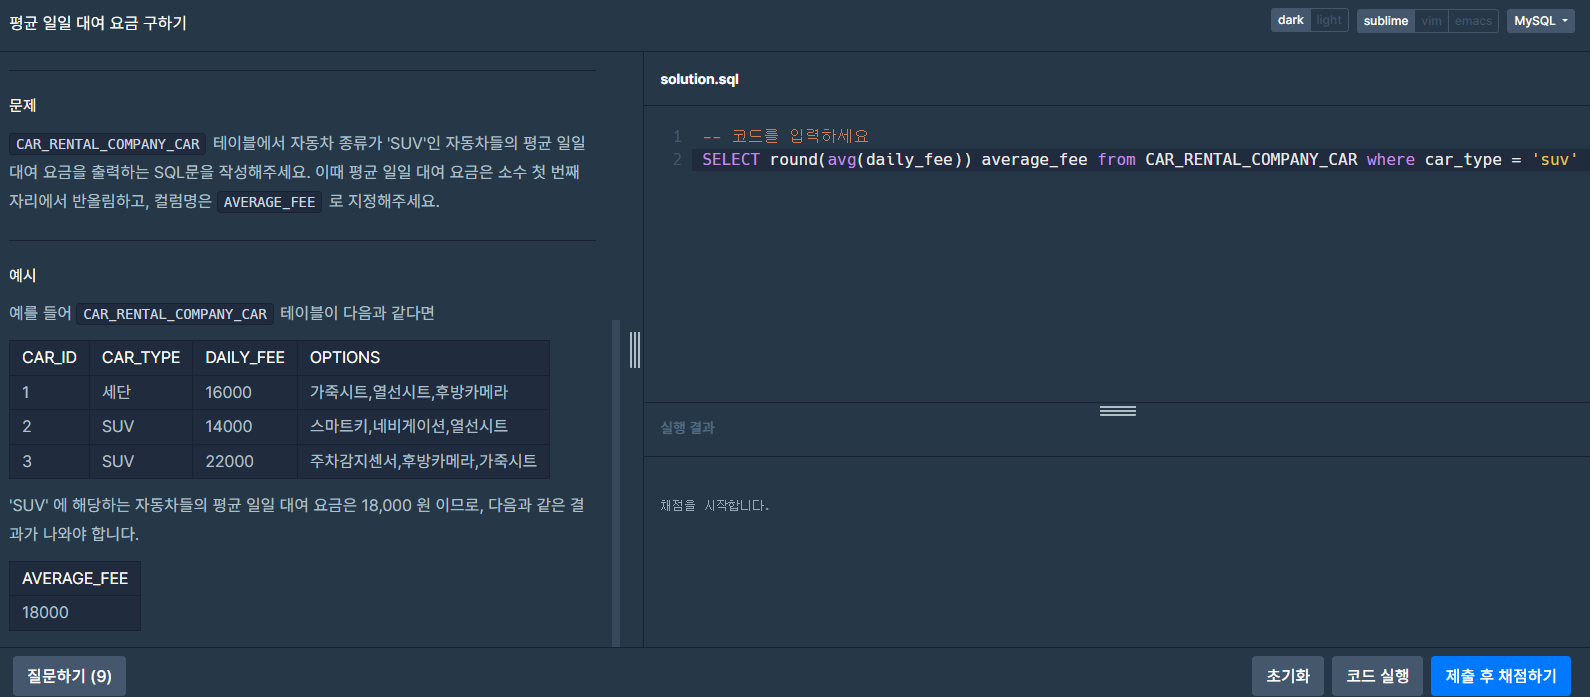 평균 일일 대여 요금 구하기
dark light sublime vim emacs MySQL
문제
CAR_RENTAL_COMPANY_CAR 테이블에서 자동차 종류가 'SUV'인 자동차들의 평균 일일
대여 요금을 출력하는 SQL문을 작성해주세요. 이때 평균 일일 대여 요금은 소수 첫 번째
자리에서 반올림하고, 컬럼명은 AVERAGE_FEE 로 지정해주세요.
예시
예를 들어 CAR_RENTAL_COMPANY_CAR 테이블이 다음과 같다면
CAR_ID CAR_TYPE DAILY_FEE OPTIONS
1 세단 16000 가죽시트,열선시트,후방카메라
2 SUV 14000 스마트키,네비게이션,열선시트
3 SUV 22000 주차감지센서,후방카메라,가죽시트
'SUV' 에 해당하는 자동차들의 평균 일일 대여 요금은 18,000 원 이므로, 다음과 같은 결
과가 나와야 합니다.
AVERAGE_FEE
18000
solution.sql
1 -- 코드를 입력하세요
2 SELECT round(avg(daily_fee)) average_fee from CAR_RENTAL_COMPANY_CAR where car_type = 'suv'
실행 결과
채점을 시작합니다.
질문하기 (9)
초기화 코드 실행 제출 후 채점하기